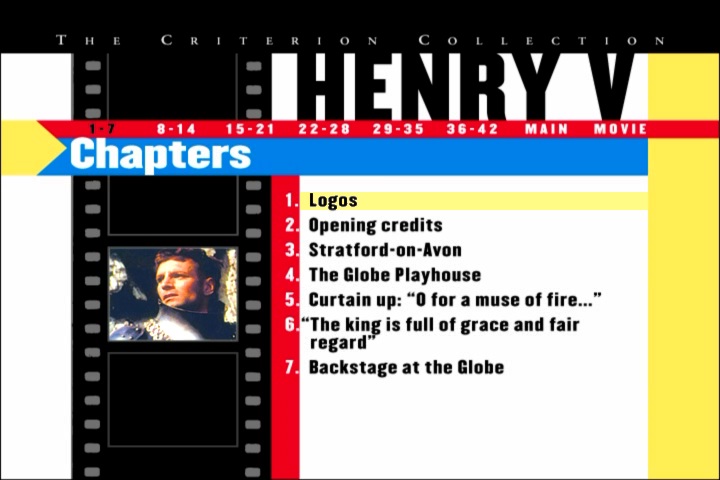 THE CRITERION COLLECTION
HENRY V
1-7 8-14 15-21 22-28 29-35 36-42 MAIN MOVIE
Chapters
1. Logos
2. Opening credits
3. Stratford-on-Avon
4. The Globe Playhouse
5. Curtain up: “O for a muse of fire...”
6. “The king is full of grace and fair
regard”
7. Backstage at the Globe